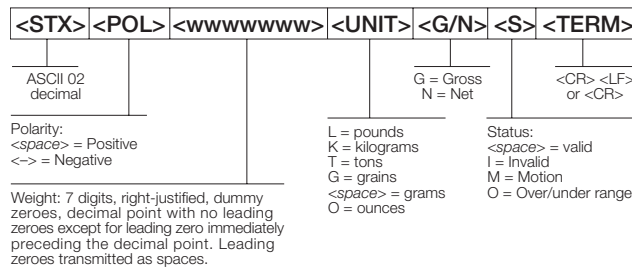 <STX> <POL> <wwwwwww> <UNIT> <G/N> <S> <TERM>
ASCII 02
decimal
G = Gross
N = Net
<CR> <LF>
or <CR>
Polarity:
<space> = Positive
<–> = Negative
L = pounds
K = kilograms
T = tons
G = grains
<space> = grams
O = ounces
Status:
<space> = valid
I = Invalid
M = Motion
O = Over/under range
Weight: 7 digits, right-justified, dummy
zeroes, decimal point with no leading
zeroes except for leading zero immediately
preceding the decimal point. Leading
zeroes transmitted as spaces.